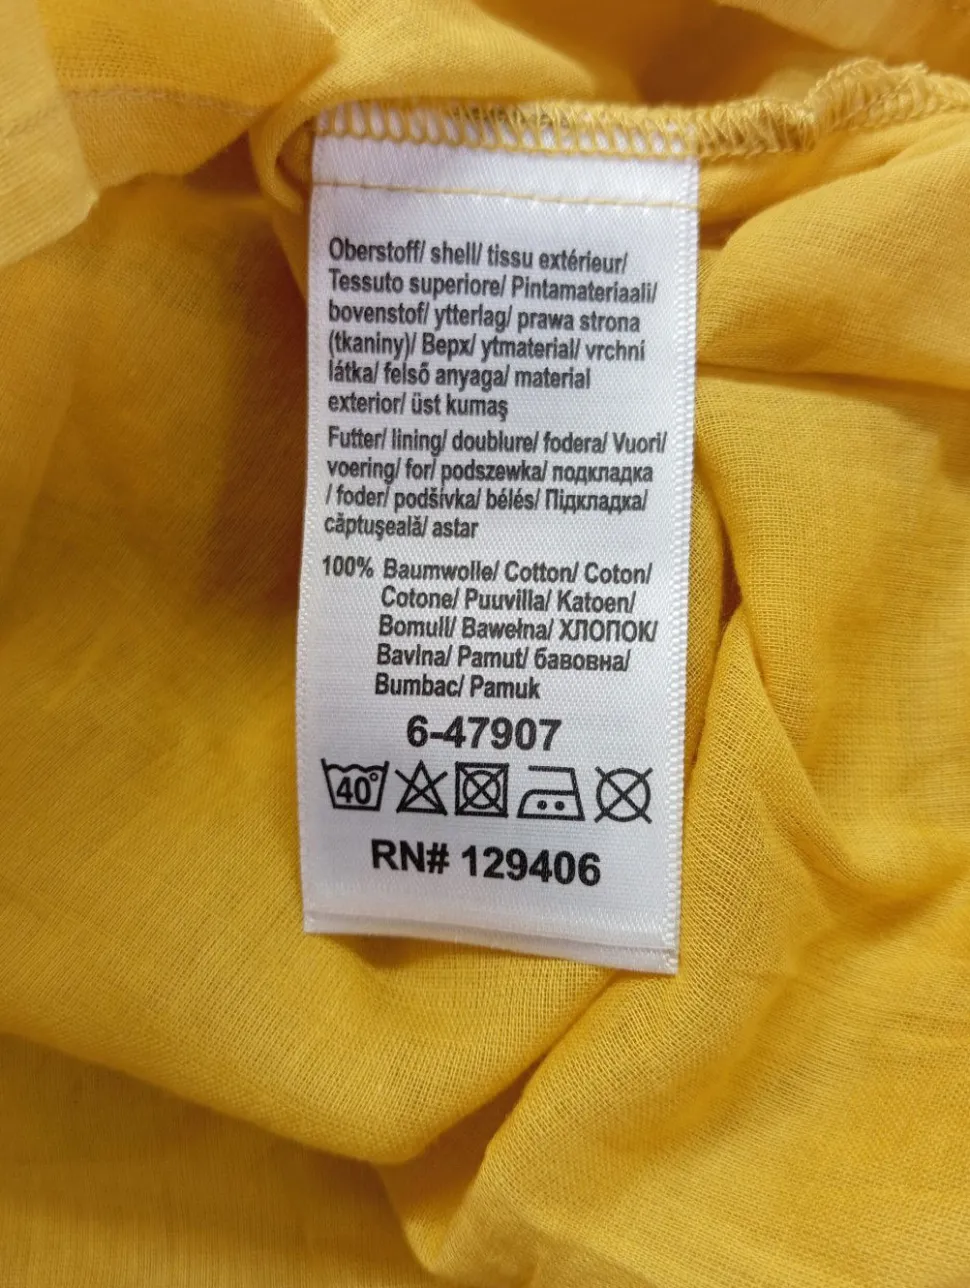 Oberstoff/ shell/ tissu extérieur/
Tessuto superiore/ Pintamateriaali/
bovenstof/ ytterlag/ prawa strona
(tkaniny)/ Верх/ ytmaterial/ vrchní
látka/ felső anyaga/ material
exterior/ üst kumaş
Futter/ lining/ doublure/ fodera/ Vuori/
voering/ for/ podszewka/ подкладка
/ foder/ podšívka/ bélés/ Підкладка/
căptuşeală/ astar
100% Baumwolle/ Cotton/ Coton/
Cotone/ Puuvilla/ Katoen/
Bomull/ Bawełna/ ХЛОПОК/
Bavlna/ Pamut/ бавовна/
Bumbac/ Pamuk
6-47907
40°
RN# 129406